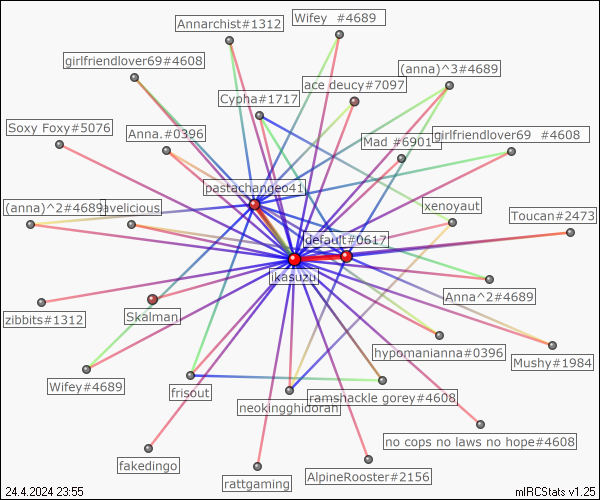 Wifey #4689
Annarchist#1312
girlfriendlover69#4608
(anna)^3#4689
ace deucy#7097
Cypha#1717
Soxy Foxy#5076
Anna.#0396
Mad #6901
girlfriendlover69 #4608
pastachangeo41
(anna)^2#4689
avelicious
xenoyaut
Toucan#2473
default#0617
ikasuzu
Anna^2#4689
zibbits#1312
Skalman
hypomanianna#0396
Mushy#1984
Wifey#4689
frisout
neokingghidorah
ramshackle gorey#4608
no cops no laws no hope#4608
fakedingo
rattgaming
AlpineRooster#2156
24.4.2024 23:55
mIRCStats v1.25